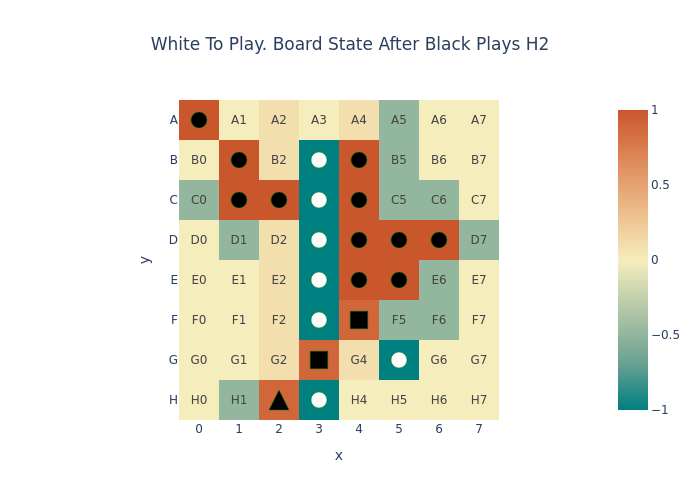 White To Play. Board State After Black Plays H2
A A1 A2 A3 A4 A5 A6 A7
B B0 B2 B5 B6 B7
C C0 C5 C6 C7
D D0 D1 D2 D7
E E0 E1 E2 E6 E7
F F0 F1 F2 F5 F6 F7
G G0 G1 G2 G4 G6 G7
H H0 H1 H4 H5 H6 H7
0 1 2 3 4 5 6 7
x
y
1
0.5
0
−0.5
−1